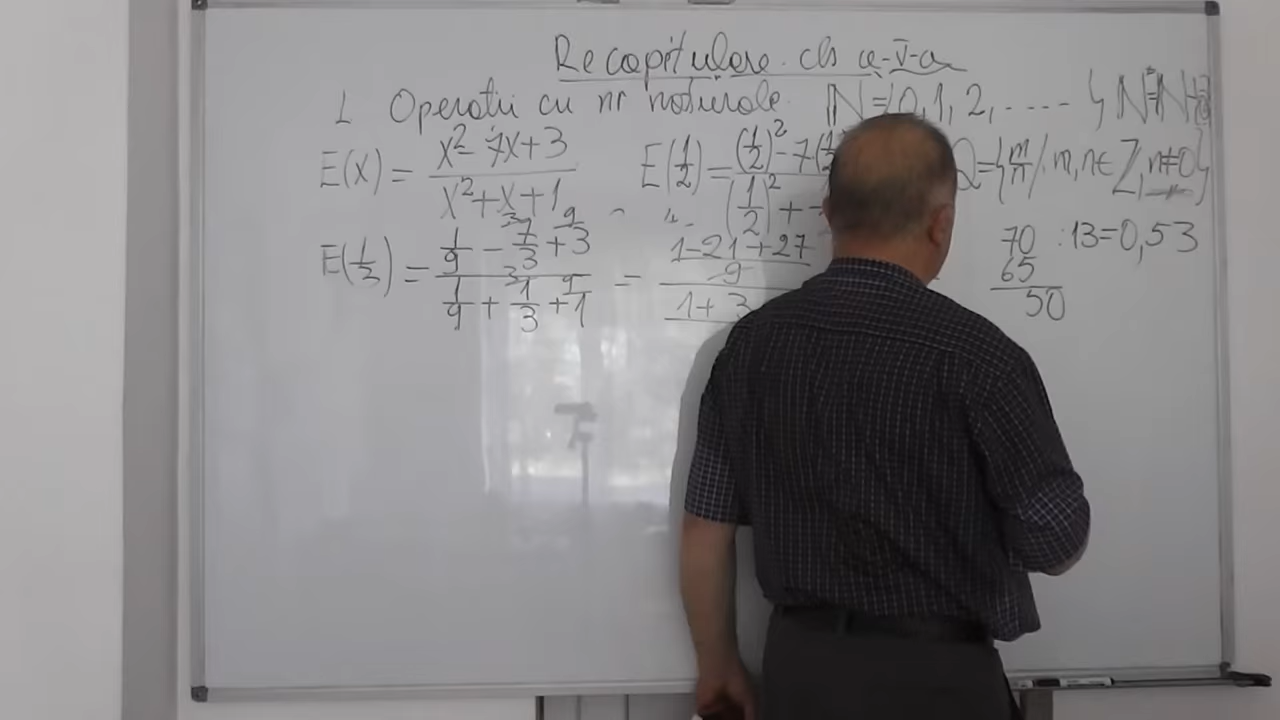 Recapitulare cls a-V-a
1 Operatii cu nr naturale. N={0,1,2,.....} N*=N\{0}
E(x) = (x²-7x+3)/(x²+x+1) E(1/2) = ((1/2)²-7(1/2 / (1/2)²+ Q={m/n / m,n∈Z, n≠0}
E(1/3) = (1/9 - 7/3 + 3)/(1/9 + 1/3 + 1) = ((1-21+27)/9)/(1+3 70 :13=0,53
65
50